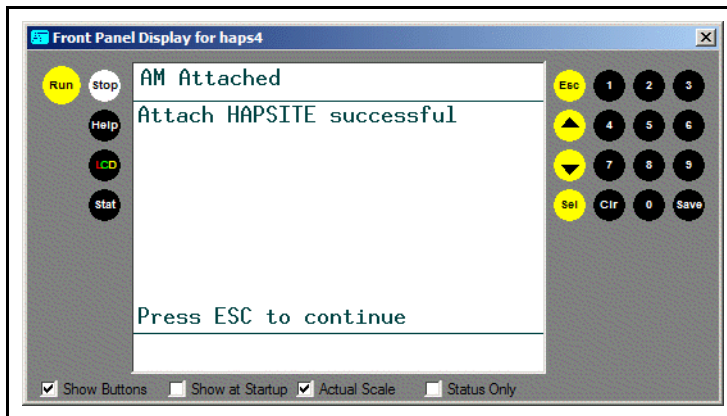 Front Panel Display for haps4
Run Stop
Help
LCD
Stat
AM Attached
Attach HAPSITE successful
Press ESC to continue
Esc 1 2 3
4 5 6
7 8 9
Sel Clr 0 Save
Show Buttons Show at Startup Actual Scale Status Only